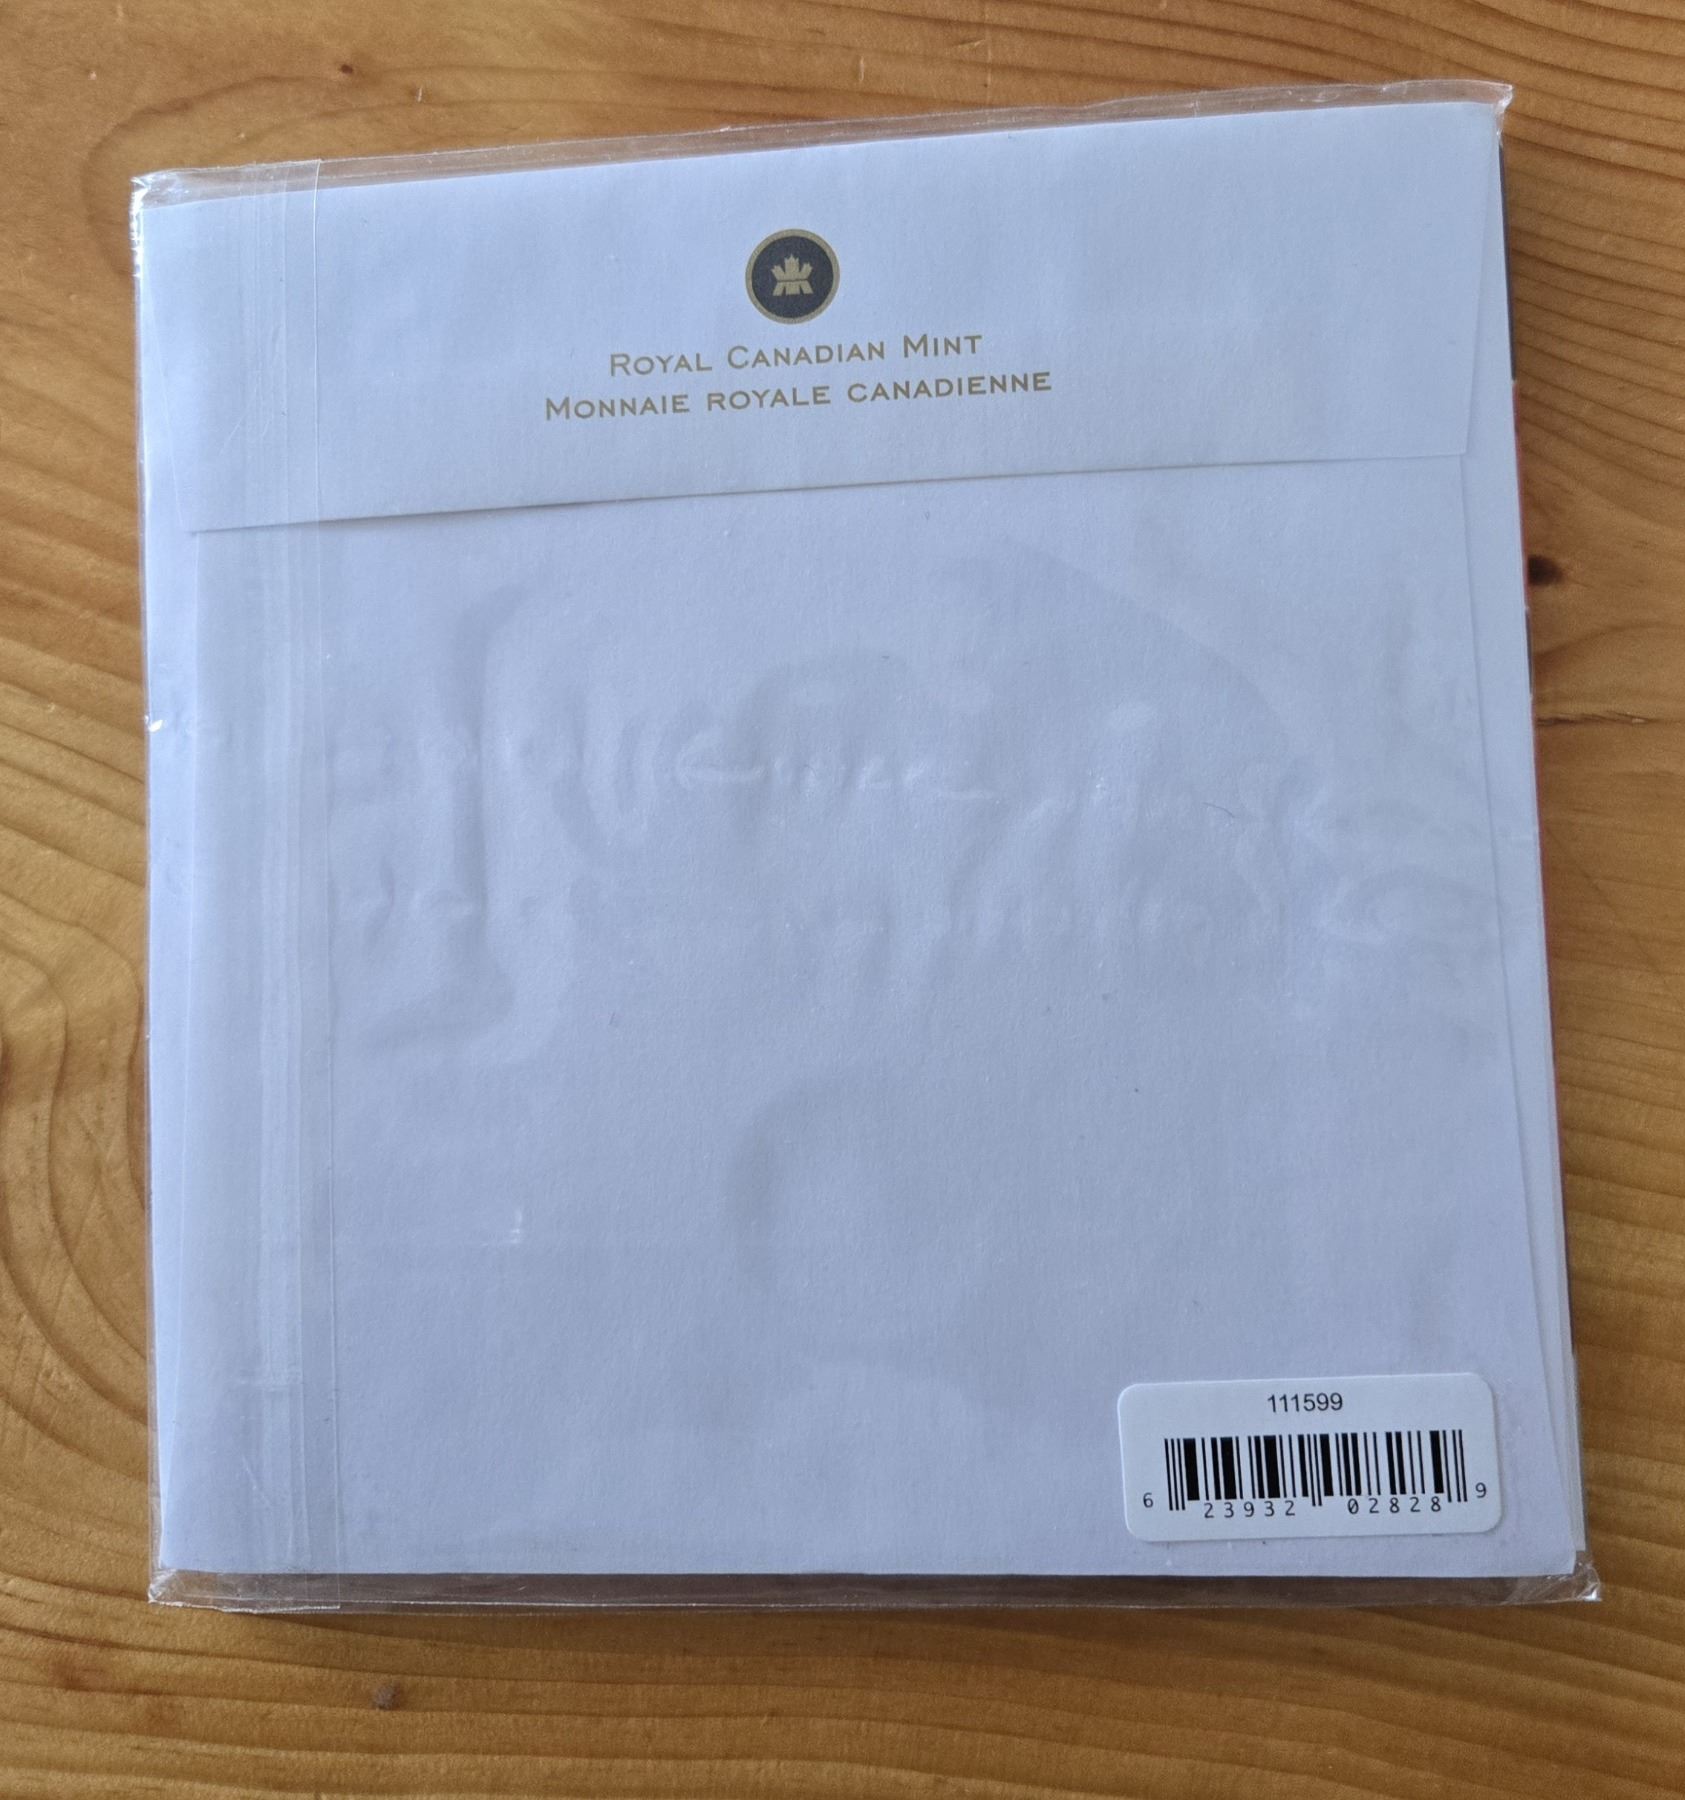 Royal Canadian Mint
Monnaie royale canadienne
111599
6 23932 02828 9